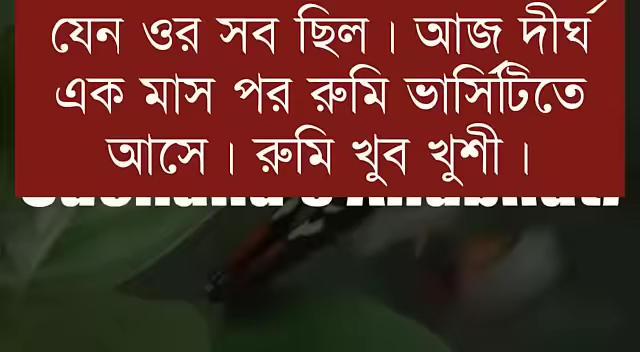 যেন ওর সব ছিল। আজ দীর্ঘ
এক মাস পর রুমি ভার্সিটিতে
আসে। রুমি খুব খুশী।